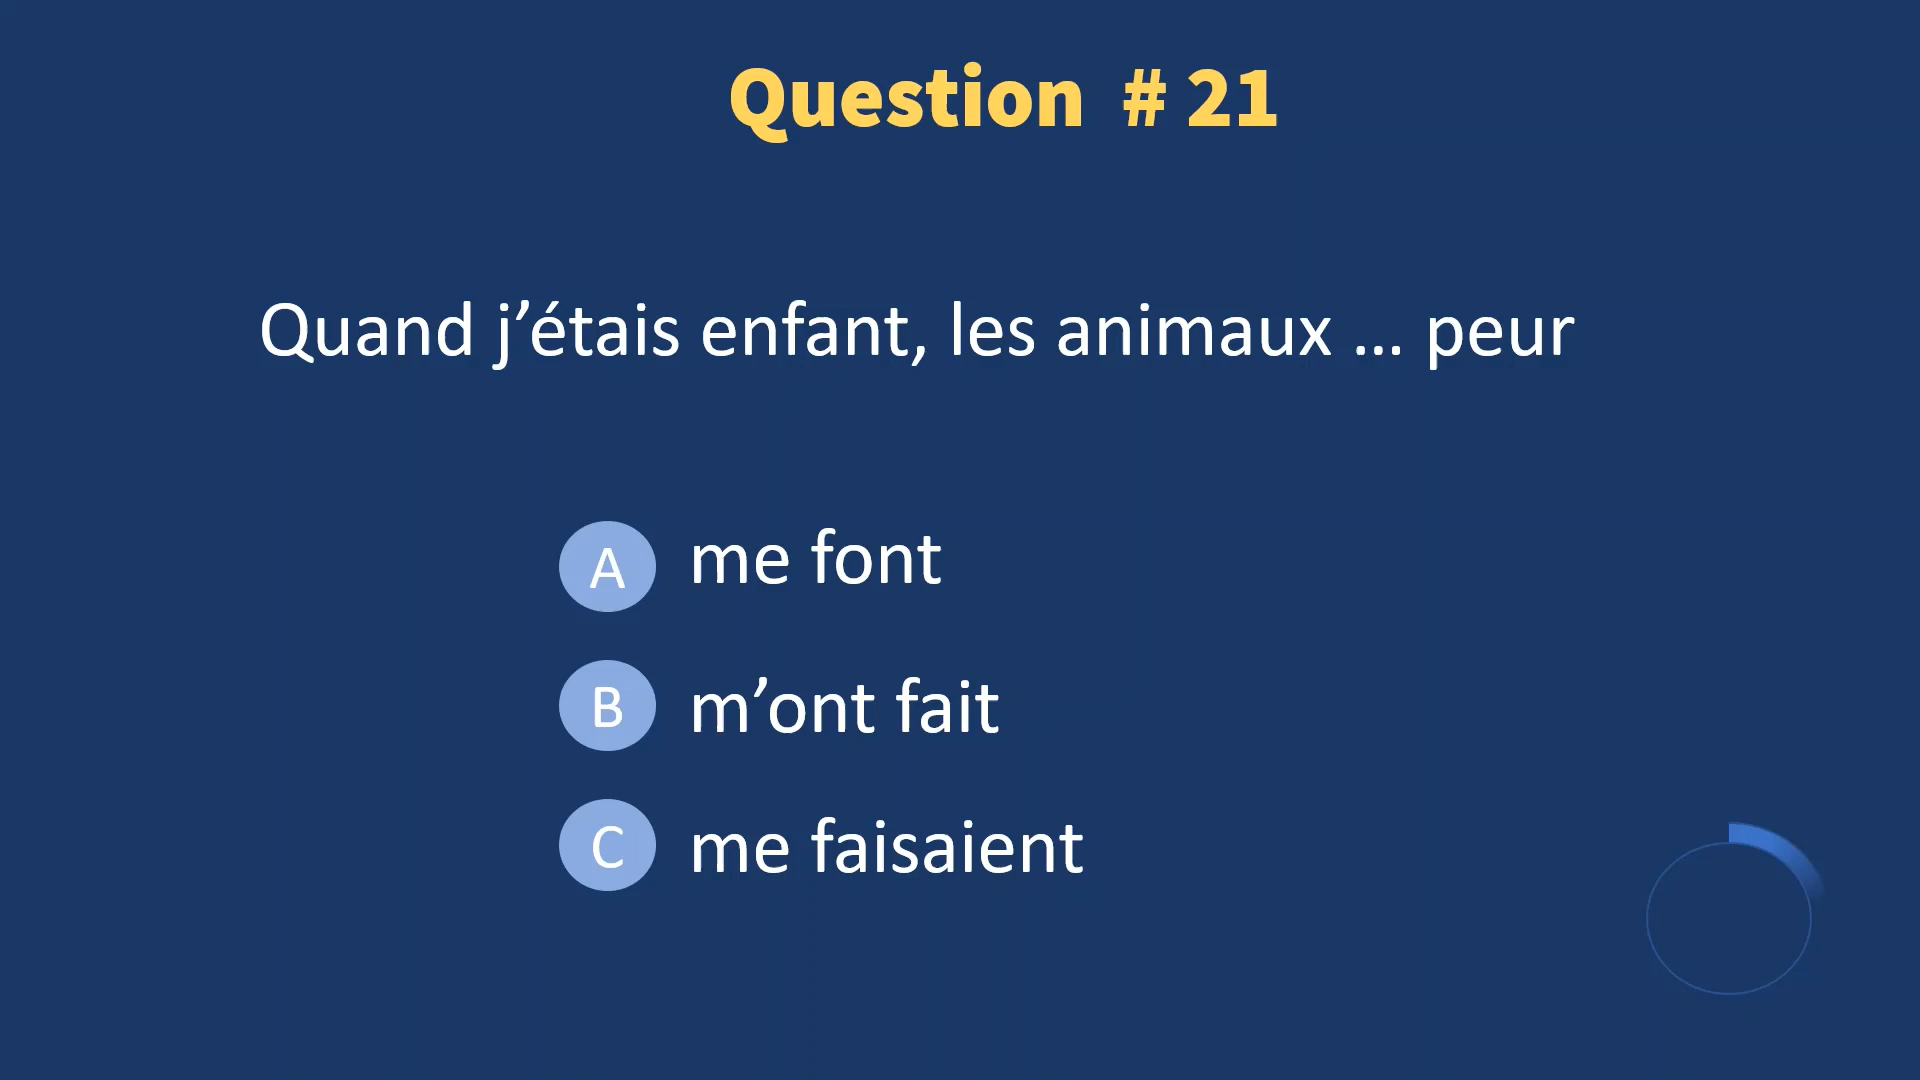 Question # 21
Quand j’étais enfant, les animaux … peur
A me font
B m’ont fait
C me faisaient